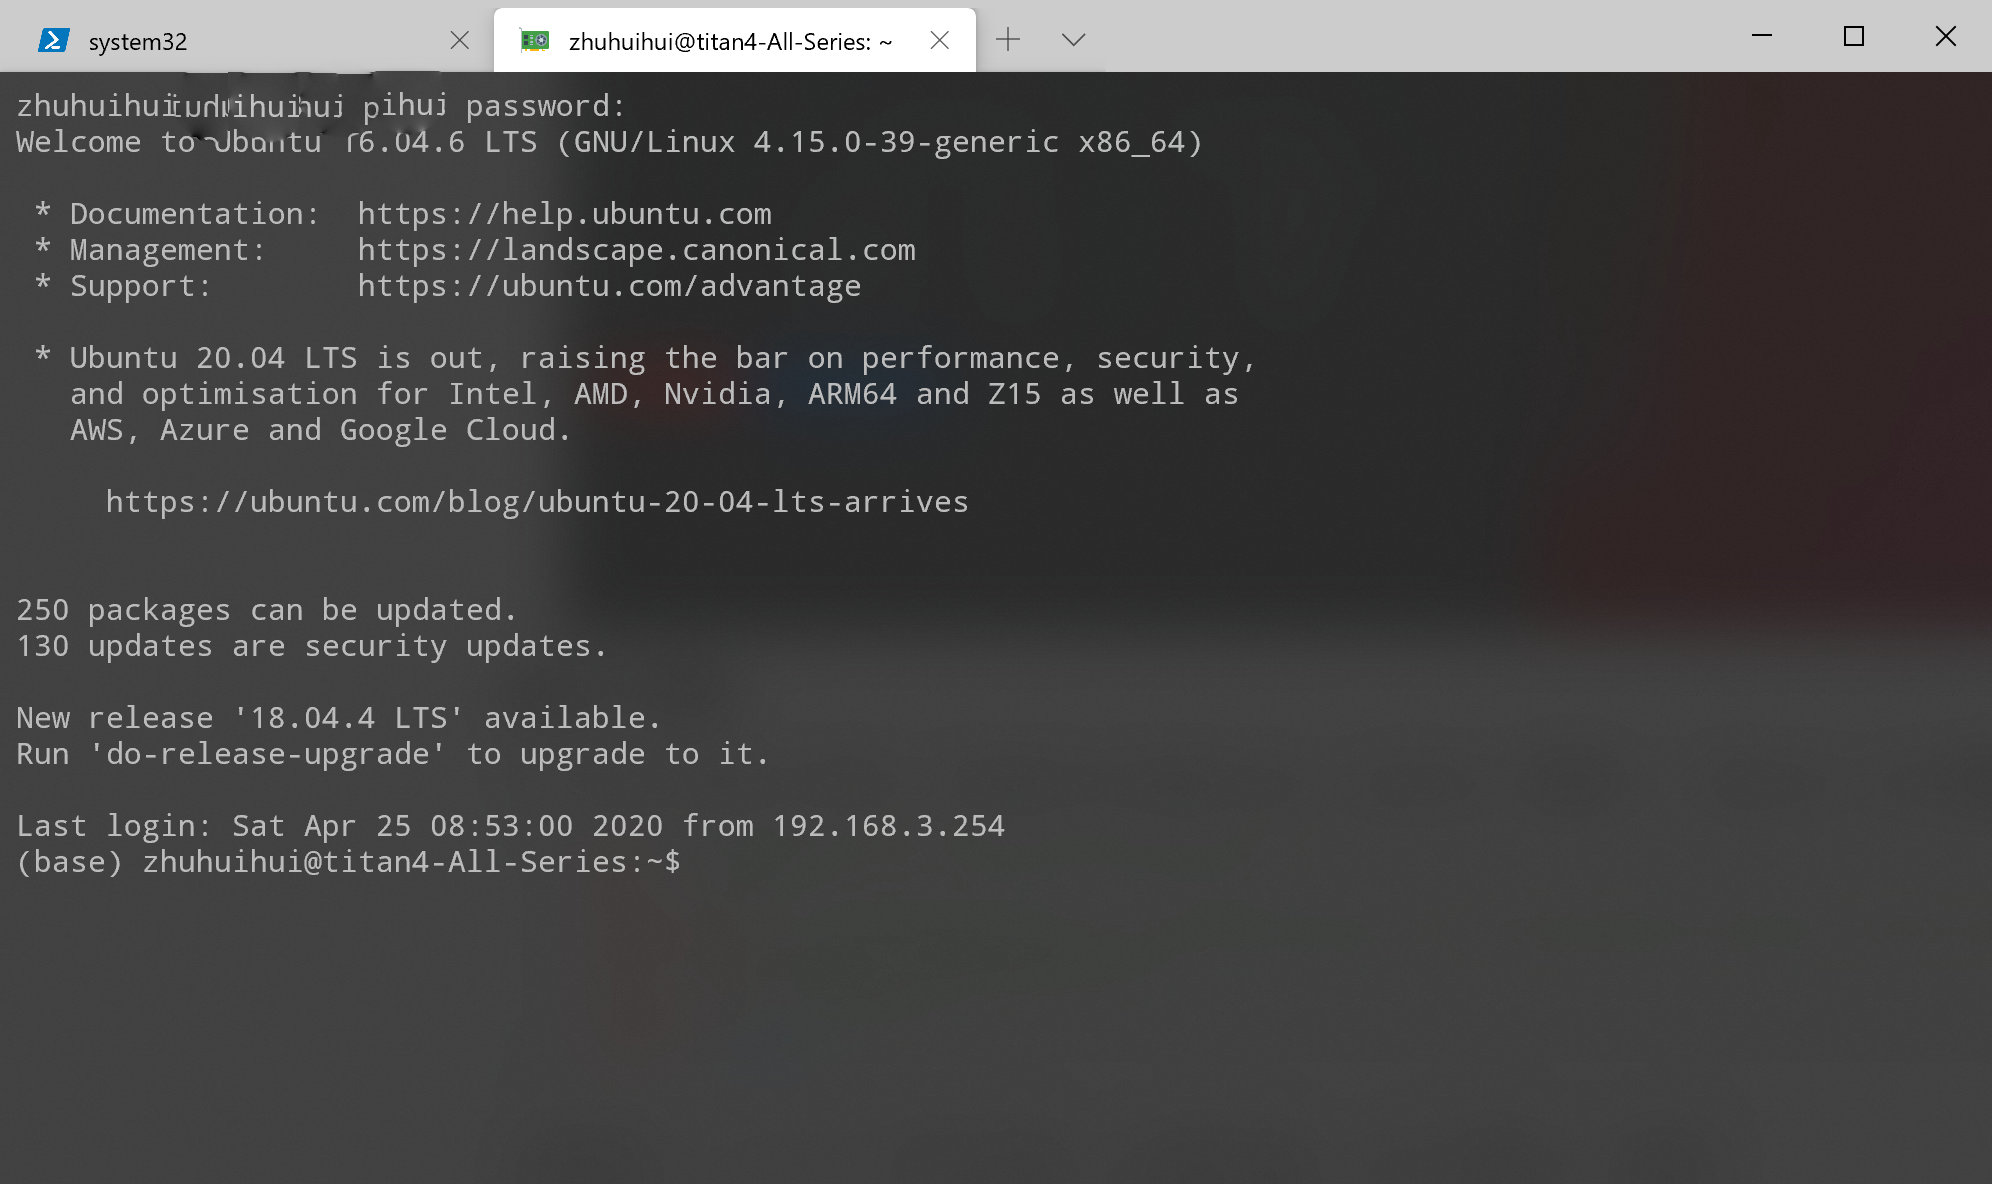 system32
zhuhuihui@titan4-All-Series: ~
zhuhuihui password:
Welcome to Ubuntu 16.04.6 LTS (GNU/Linux 4.15.0-39-generic x86_64)
* Documentation: https://help.ubuntu.com
* Management: https://landscape.canonical.com
* Support: https://ubuntu.com/advantage
* Ubuntu 20.04 LTS is out, raising the bar on performance, security,
and optimisation for Intel, AMD, Nvidia, ARM64 and Z15 as well as
AWS, Azure and Google Cloud.
https://ubuntu.com/blog/ubuntu-20-04-lts-arrives
250 packages can be updated.
130 updates are security updates.
New release '18.04.4 LTS' available.
Run 'do-release-upgrade' to upgrade to it.
Last login: Sat Apr 25 08:53:00 2020 from 192.168.3.254
(base) zhuhuihui@titan4-All-Series:~$